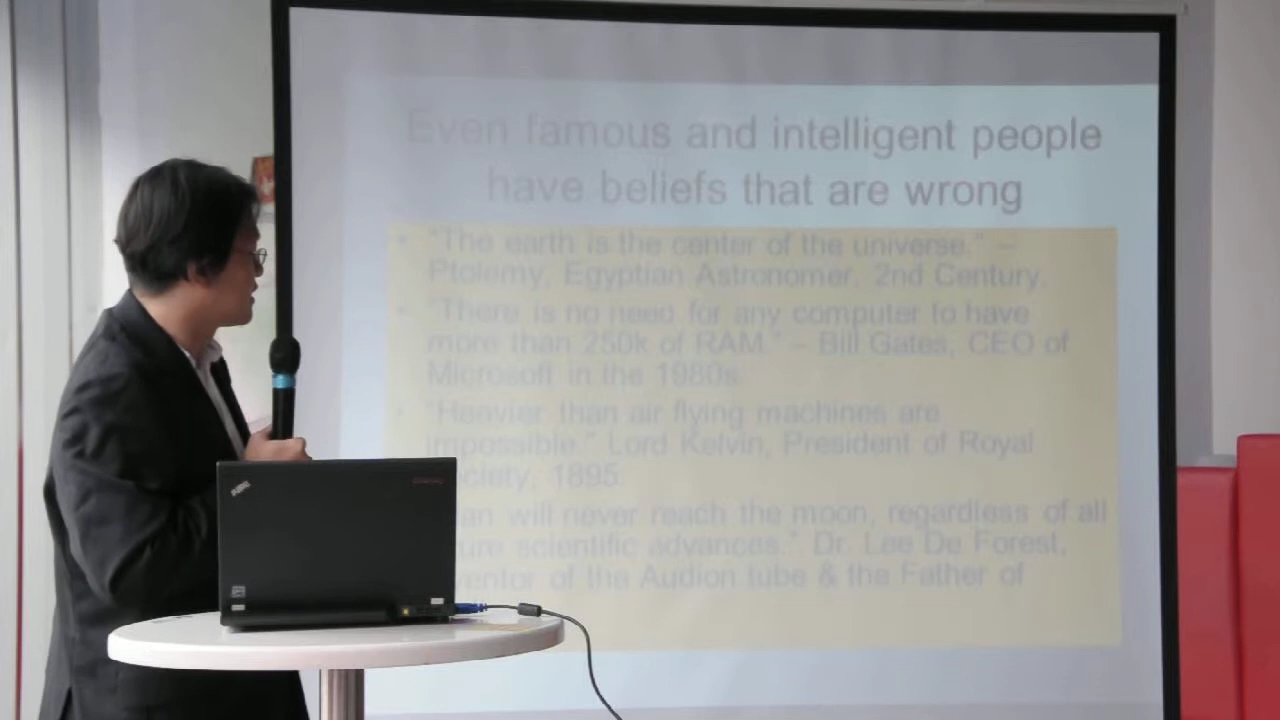 Even famous and intelligent people
have beliefs that are wrong
• "The earth is the center of the universe." –
Ptolemy, Egyptian Astronomer, 2nd Century.
• "There is no need for any computer to have
more than 250k of RAM." – Bill Gates, CEO of
Microsoft in the 1980s
• "Heavier than air flying machines are
impossible." Lord Kelvin, President of Royal
ciety, 1895.
an will never reach the moon, regardless of all
ure scientific advances.", Dr. Lee De Forest,
ventor of the Audion tube & the Father of